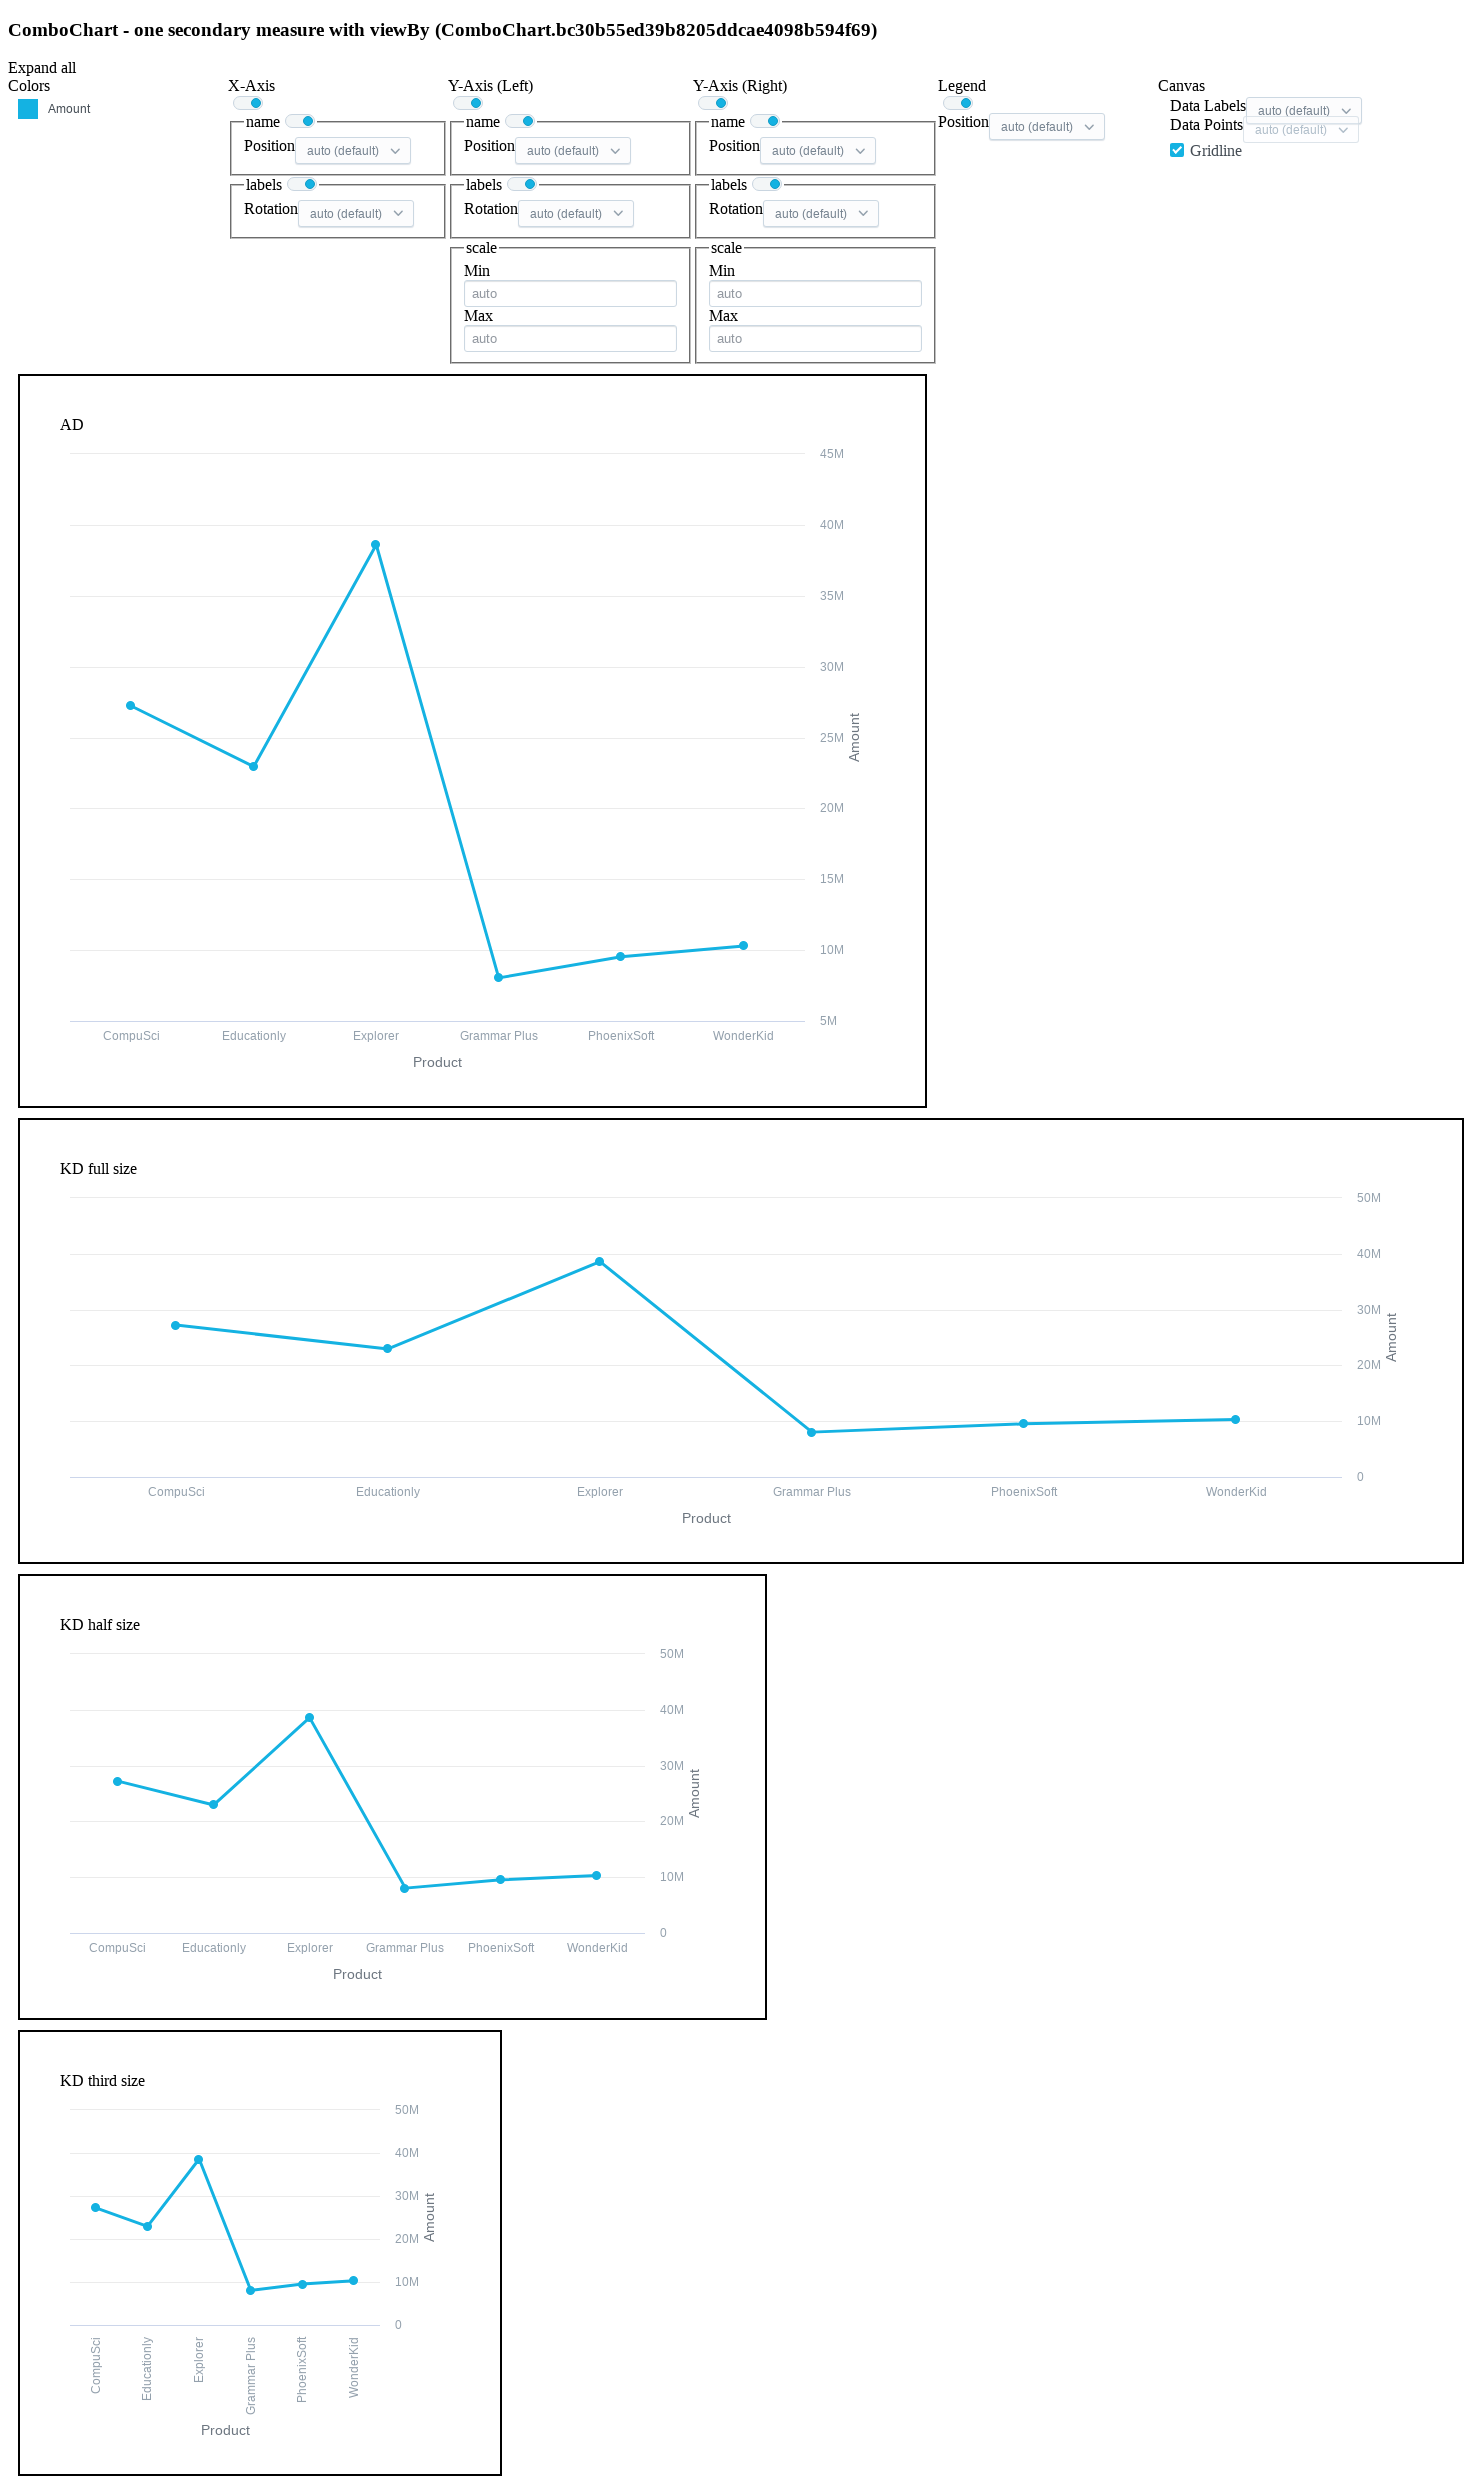 ComboChart - one secondary measure with viewBy (ComboChart.bc30b55ed39b8205ddcae4098b594f69)
Expand all
Colors
Amount
X-Axis
name
Position auto (default)
labels
Rotation auto (default)
Y-Axis (Left)
name
Position auto (default)
labels
Rotation auto (default)
scale
Min
auto
Max
auto
Y-Axis (Right)
name
Position auto (default)
labels
Rotation auto (default)
scale
Min
auto
Max
auto
Legend
Position auto (default)
Canvas
Data Labels auto (default)
Data Points auto (default)
Gridline
AD
45M
40M
35M
30M
25M
20M
15M
10M
5M
Amount
CompuSci Educationly Explorer Grammar Plus PhoenixSoft WonderKid
Product
KD full size
50M
40M
30M
20M
10M
0
Amount
CompuSci Educationly Explorer Grammar Plus PhoenixSoft WonderKid
Product
KD half size
50M
40M
30M
20M
10M
0
Amount
CompuSci Educationly Explorer Grammar Plus PhoenixSoft WonderKid
Product
KD third size
50M
40M
30M
20M
10M
0
Amount
CompuSci
Educationly
Explorer
Grammar Plus
PhoenixSoft
WonderKid
Product